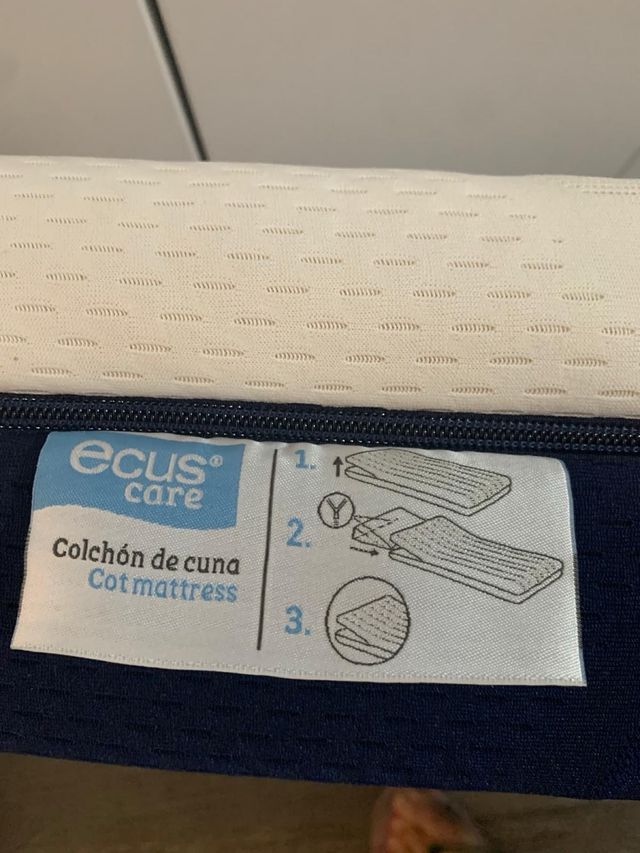 ecus®
care
Colchón de cuna
Cot mattress
1.
2.
Y
3.